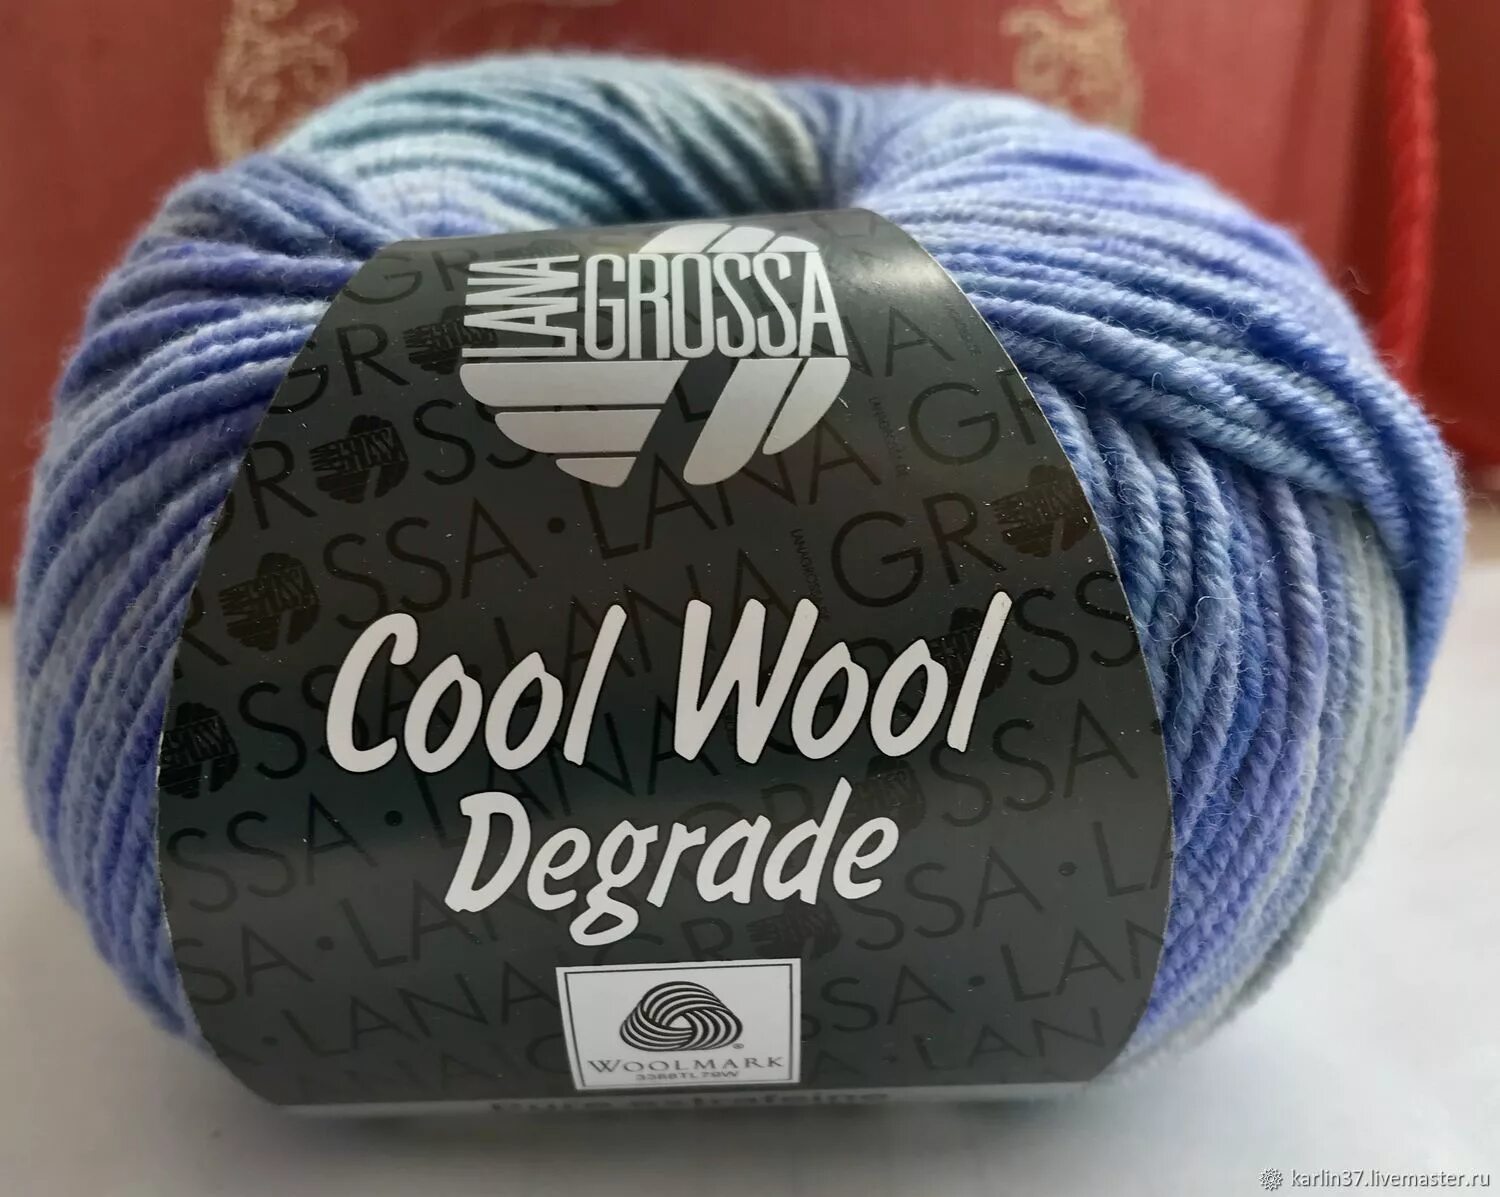 LANA GROSSA
Cool Wool
Degrade
WOOLMARK
karlin37.livemaster.ru